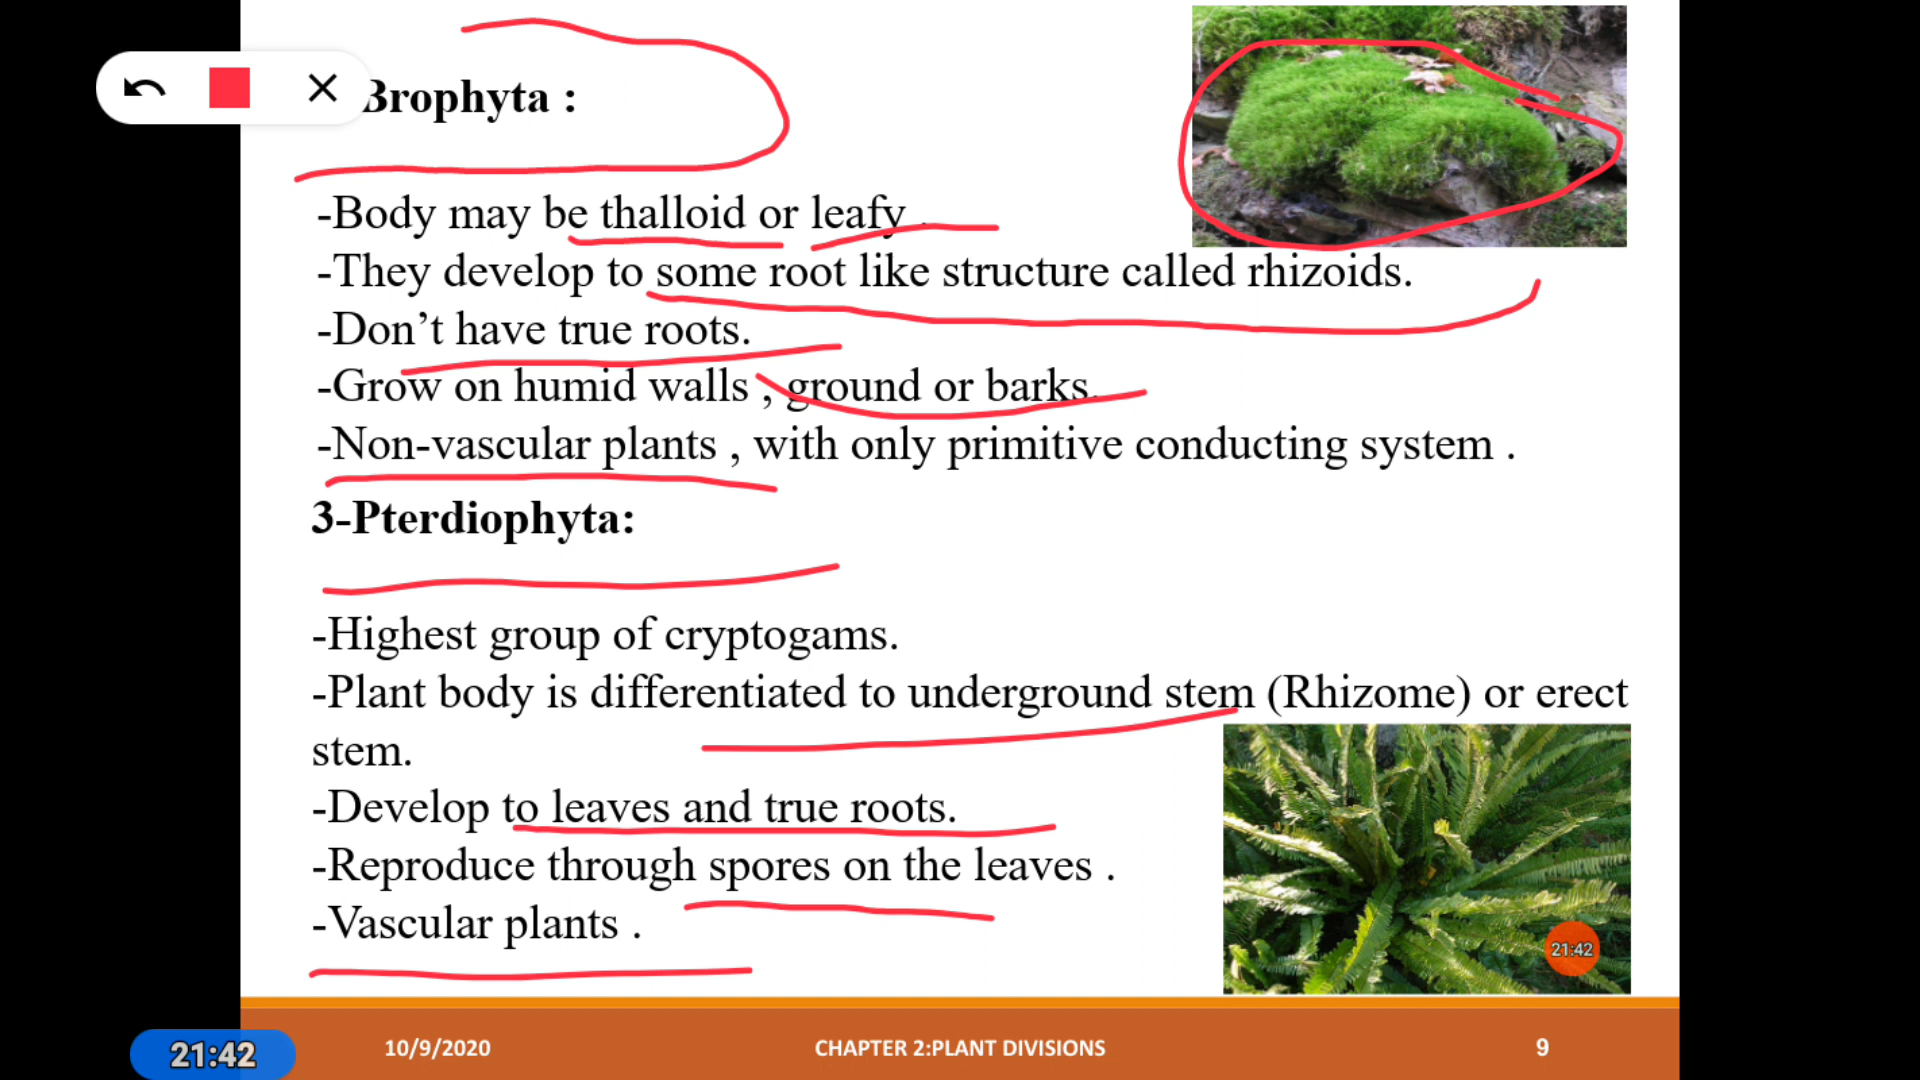 Brophyta :
-Body may be thalloid or leafy .
-They develop to some root like structure called rhizoids.
-Don’t have true roots.
-Grow on humid walls , ground or barks.
-Non-vascular plants , with only primitive conducting system .
3-Pterdiophyta:
-Highest group of cryptogams.
-Plant body is differentiated to underground stem (Rhizome) or erect
stem.
-Develop to leaves and true roots.
-Reproduce through spores on the leaves .
-Vascular plants .
21:42
21:42
10/9/2020
CHAPTER 2:PLANT DIVISIONS
9